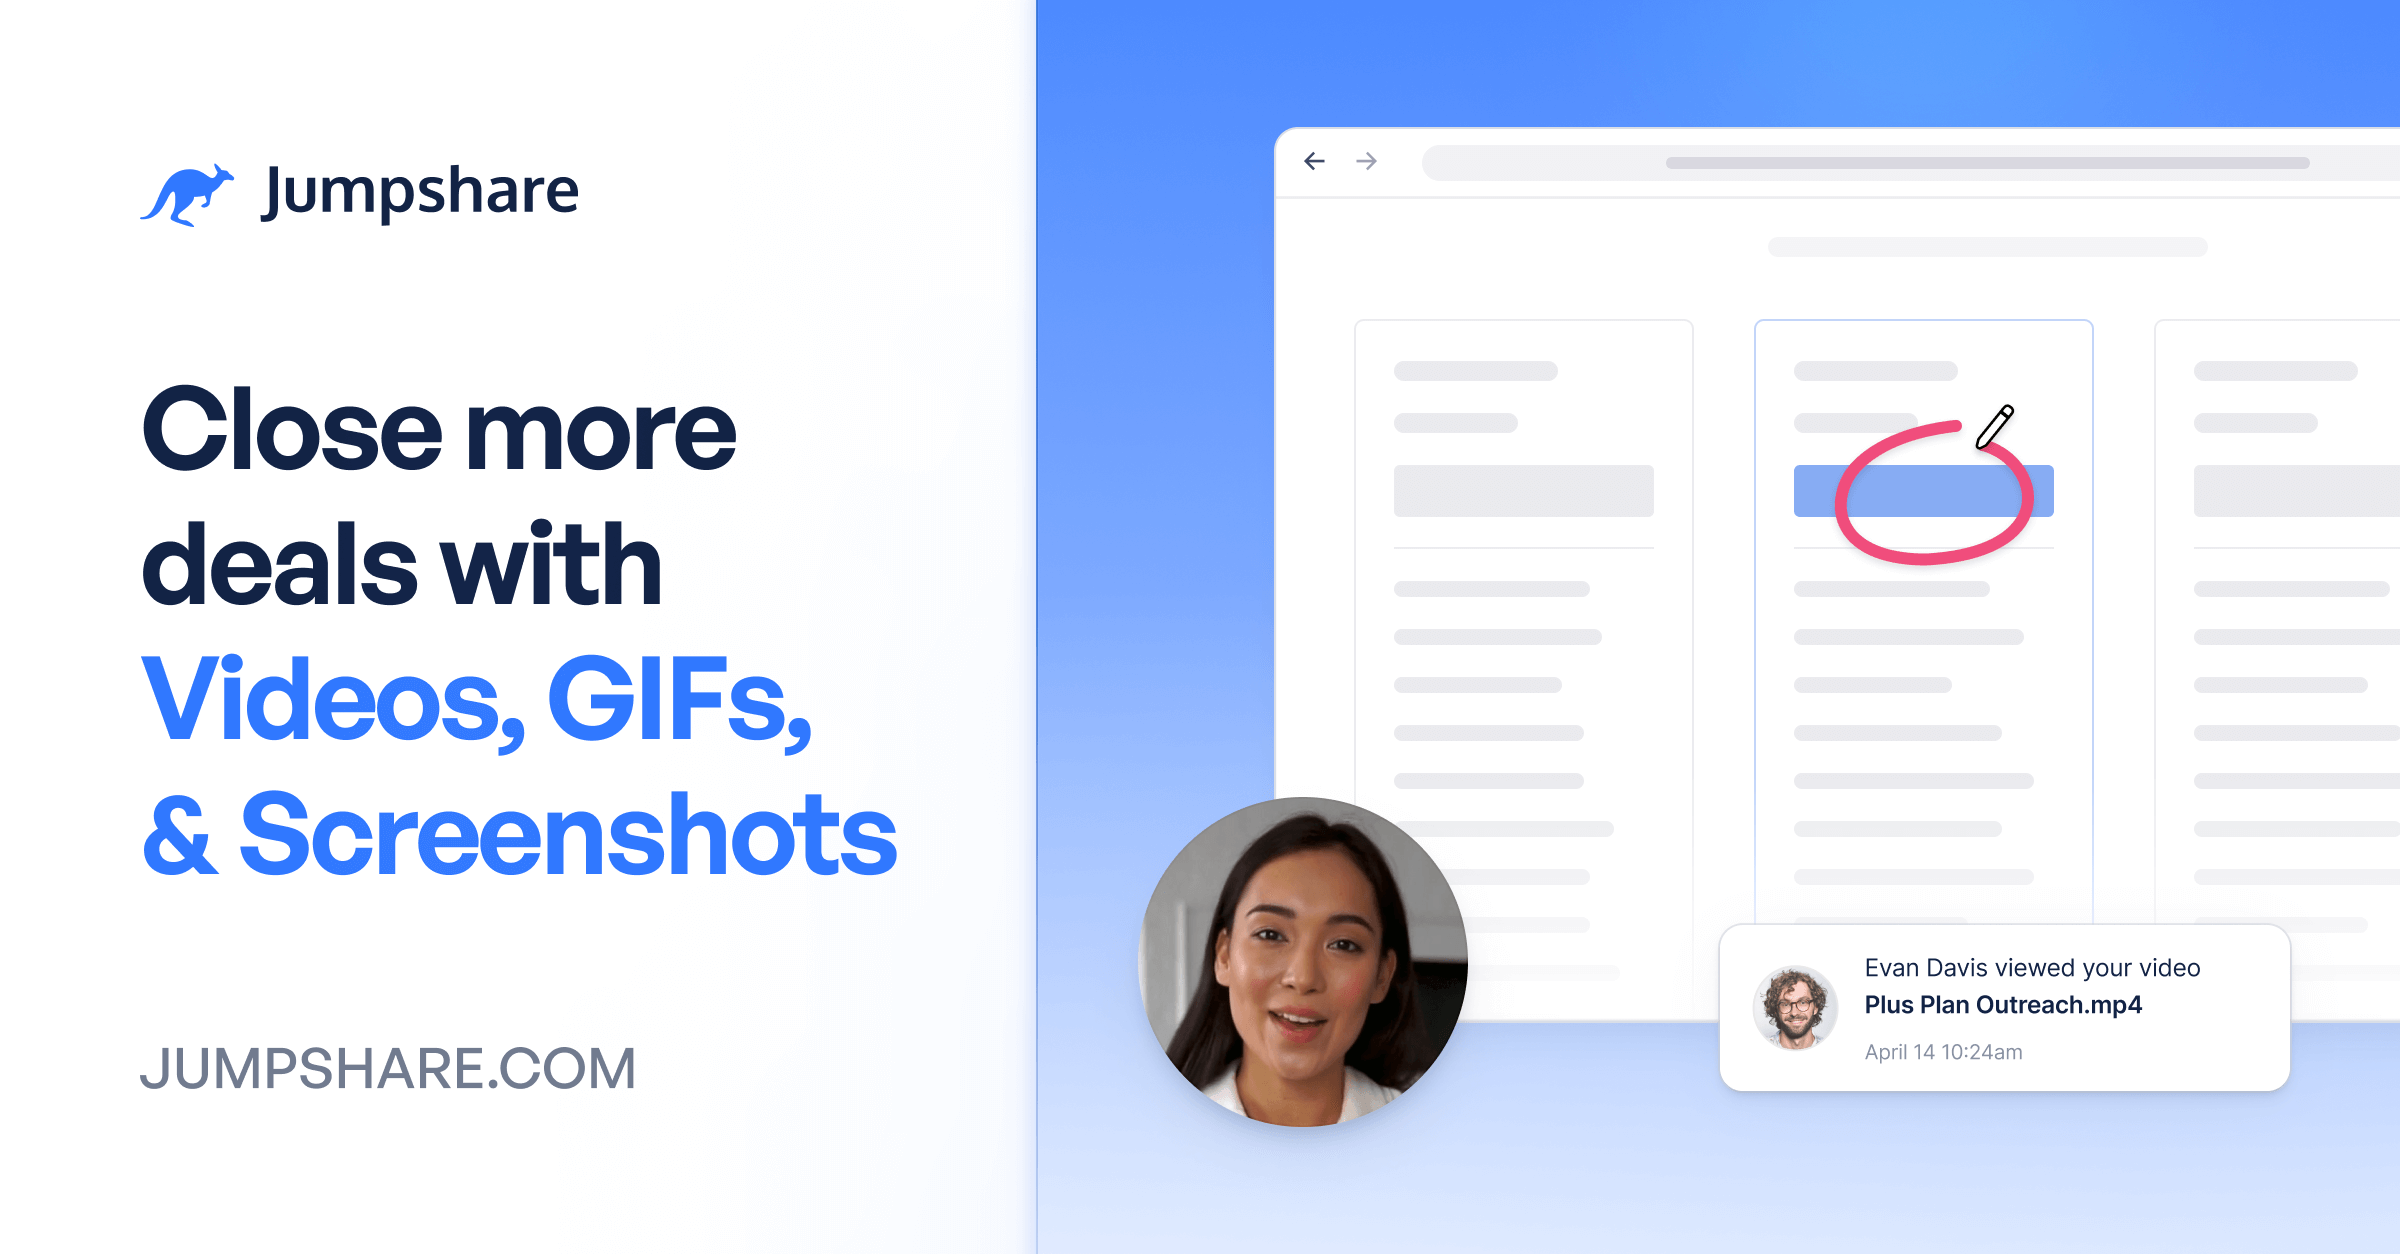 Jumpshare
Close more
deals with
Videos, GIFs,
& Screenshots
JUMPSHARE.COM
Evan Davis viewed your video
Plus Plan Outreach.mp4
April 14 10:24am